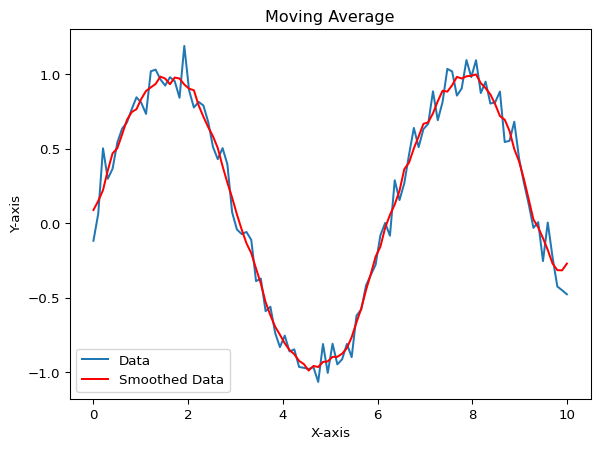 Moving Average
1.0
0.5
0.0
−0.5
−1.0
Y-axis
Data
Smoothed Data
0 2 4 6 8 10
X-axis